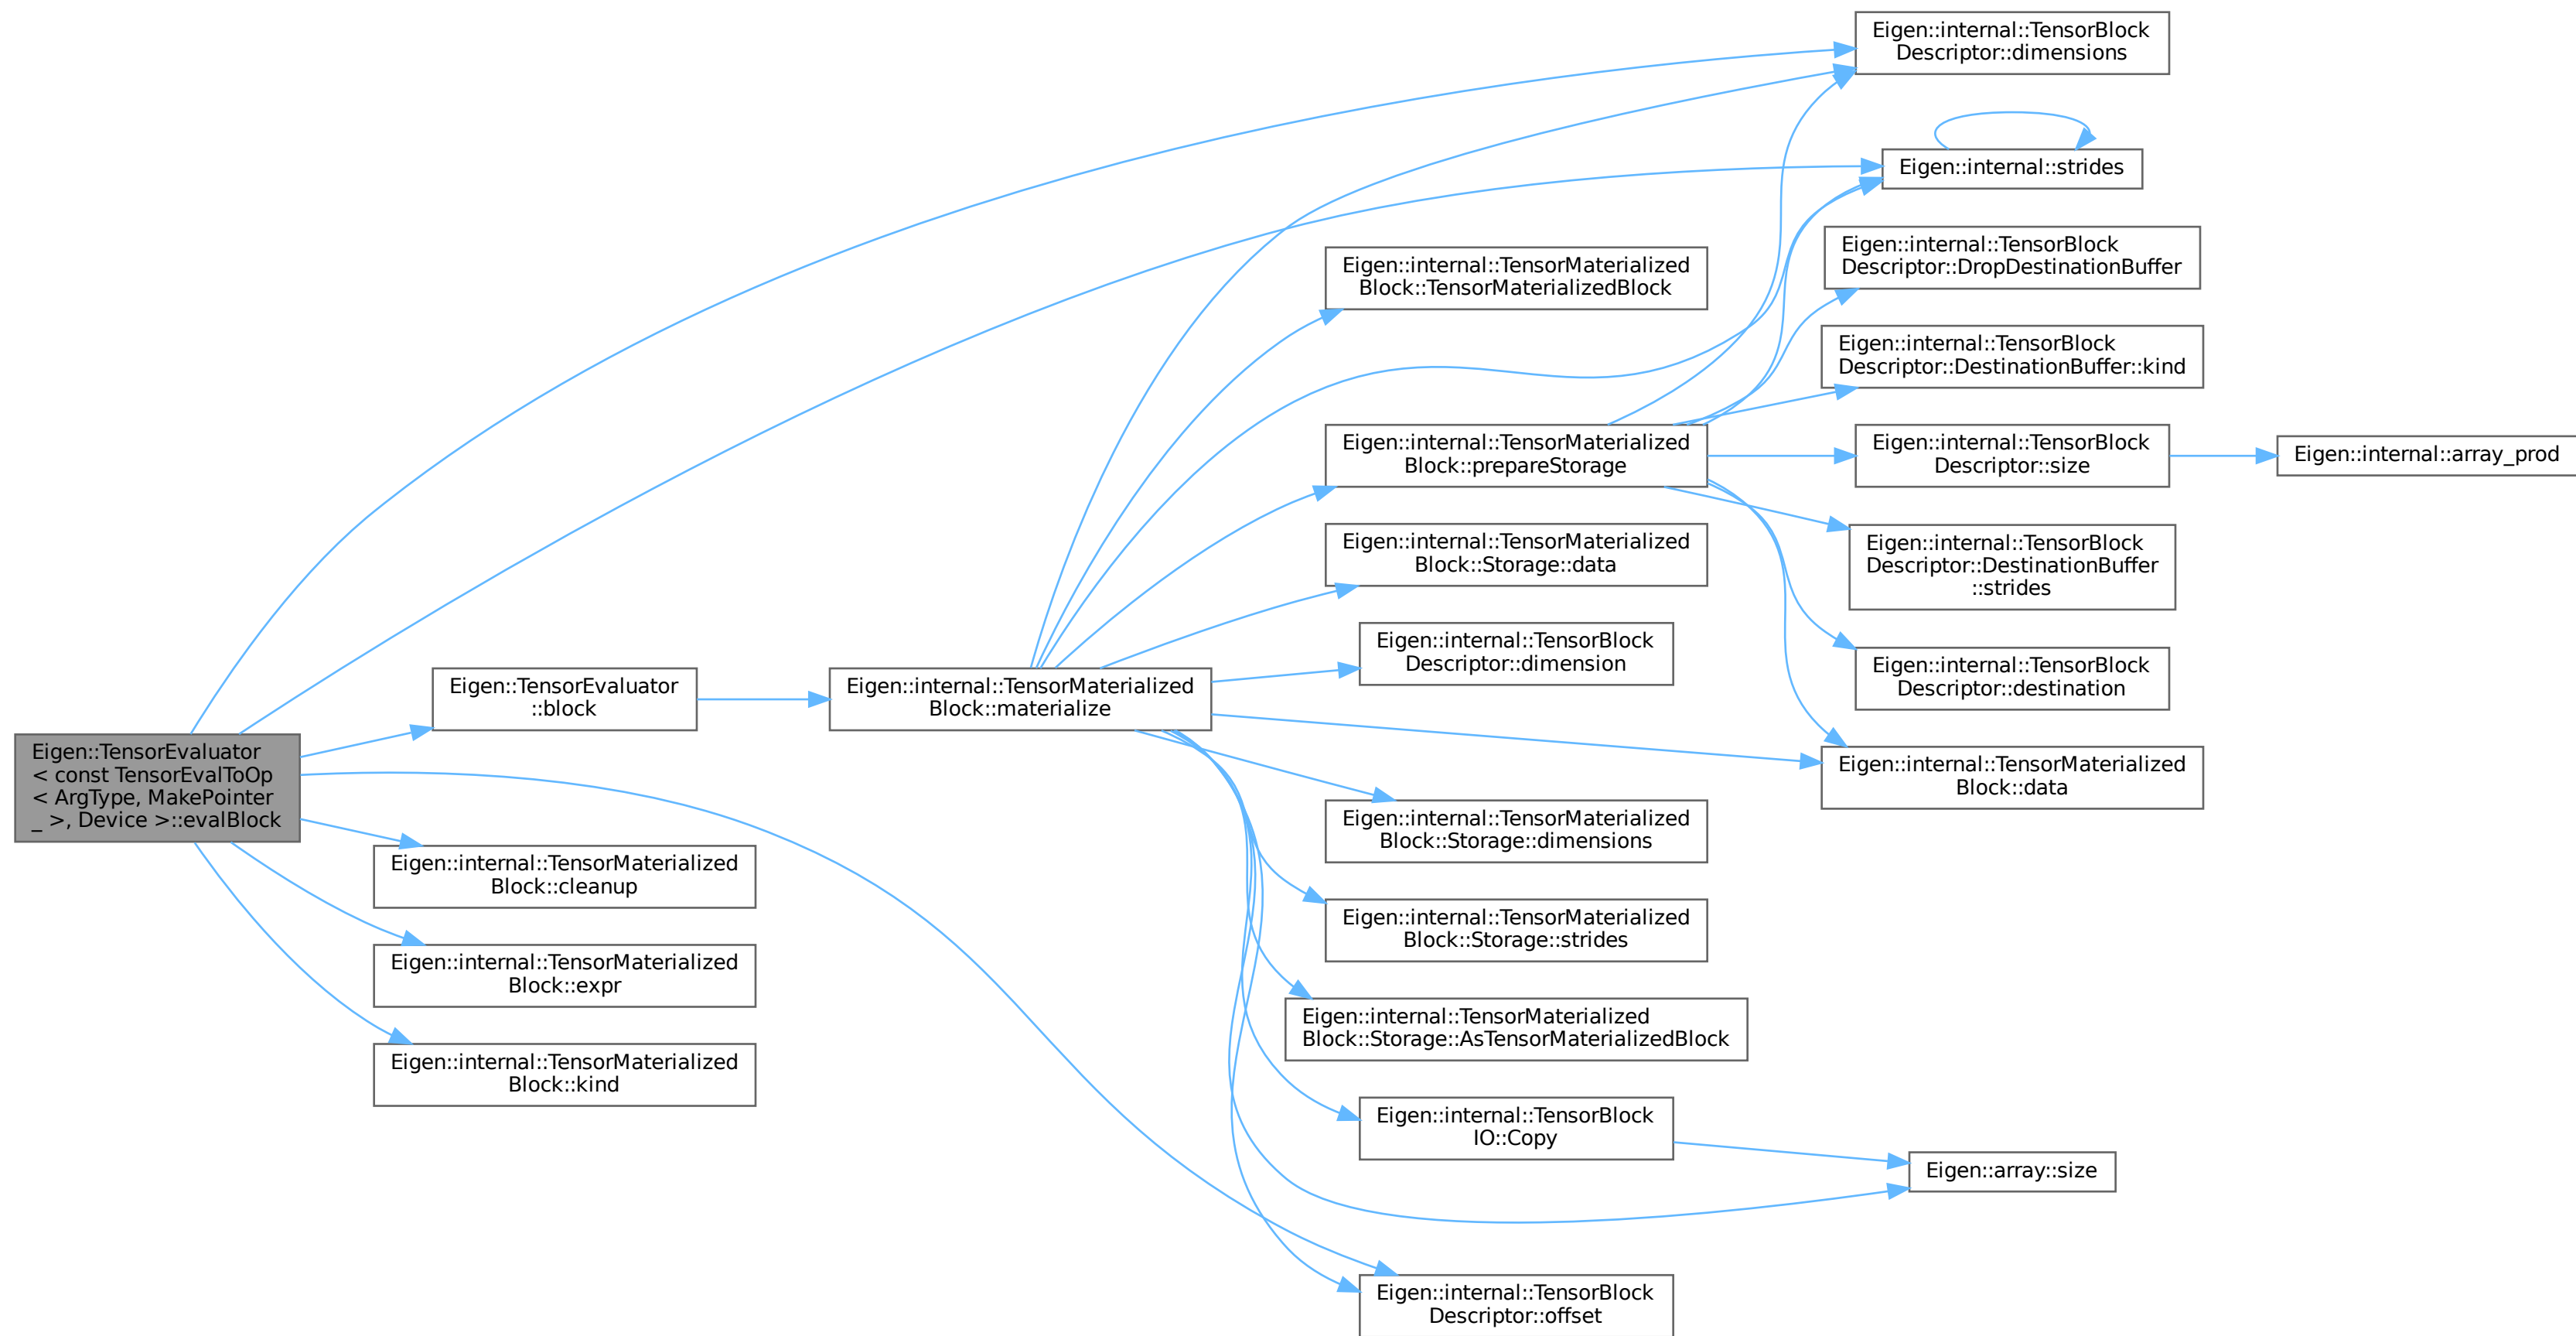 Eigen::TensorEvaluator
< const TensorEvalToOp
< ArgType, MakePointer
_ >, Device >::evalBlock
Eigen::TensorEvaluator
::block
Eigen::internal::TensorMaterialized
Block::cleanup
Eigen::internal::TensorMaterialized
Block::expr
Eigen::internal::TensorMaterialized
Block::kind
Eigen::internal::TensorMaterialized
Block::materialize
Eigen::internal::TensorMaterialized
Block::TensorMaterializedBlock
Eigen::internal::TensorMaterialized
Block::prepareStorage
Eigen::internal::TensorMaterialized
Block::Storage::data
Eigen::internal::TensorBlock
Descriptor::dimension
Eigen::internal::TensorMaterialized
Block::Storage::dimensions
Eigen::internal::TensorMaterialized
Block::Storage::strides
Eigen::internal::TensorMaterialized
Block::Storage::AsTensorMaterializedBlock
Eigen::internal::TensorBlock
IO::Copy
Eigen::internal::TensorBlock
Descriptor::offset
Eigen::internal::TensorBlock
Descriptor::dimensions
Eigen::internal::strides
Eigen::internal::TensorBlock
Descriptor::DropDestinationBuffer
Eigen::internal::TensorBlock
Descriptor::DestinationBuffer::kind
Eigen::internal::TensorBlock
Descriptor::size
Eigen::internal::TensorBlock
Descriptor::DestinationBuffer
::strides
Eigen::internal::TensorBlock
Descriptor::destination
Eigen::internal::TensorMaterialized
Block::data
Eigen::array::size
Eigen::internal::array_prod